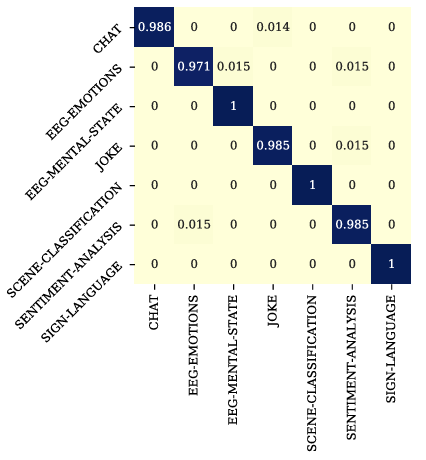 CHAT 0.986 0 0 0.014 0 0 0
EEG-EMOTIONS 0 0.971 0.015 0 0 0.015 0
EEG-MENTAL-STATE 0 0 1 0 0 0 0
JOKE 0 0 0 0.985 0 0.015 0
SCENE-CLASSIFICATION 0 0 0 0 1 0 0
SENTIMENT-ANALYSIS 0 0.015 0 0 0 0.985 0
SIGN-LANGUAGE 0 0 0 0 0 0 1
CHAT
EEG-EMOTIONS
EEG-MENTAL-STATE
JOKE
SCENE-CLASSIFICATION
SENTIMENT-ANALYSIS
SIGN-LANGUAGE